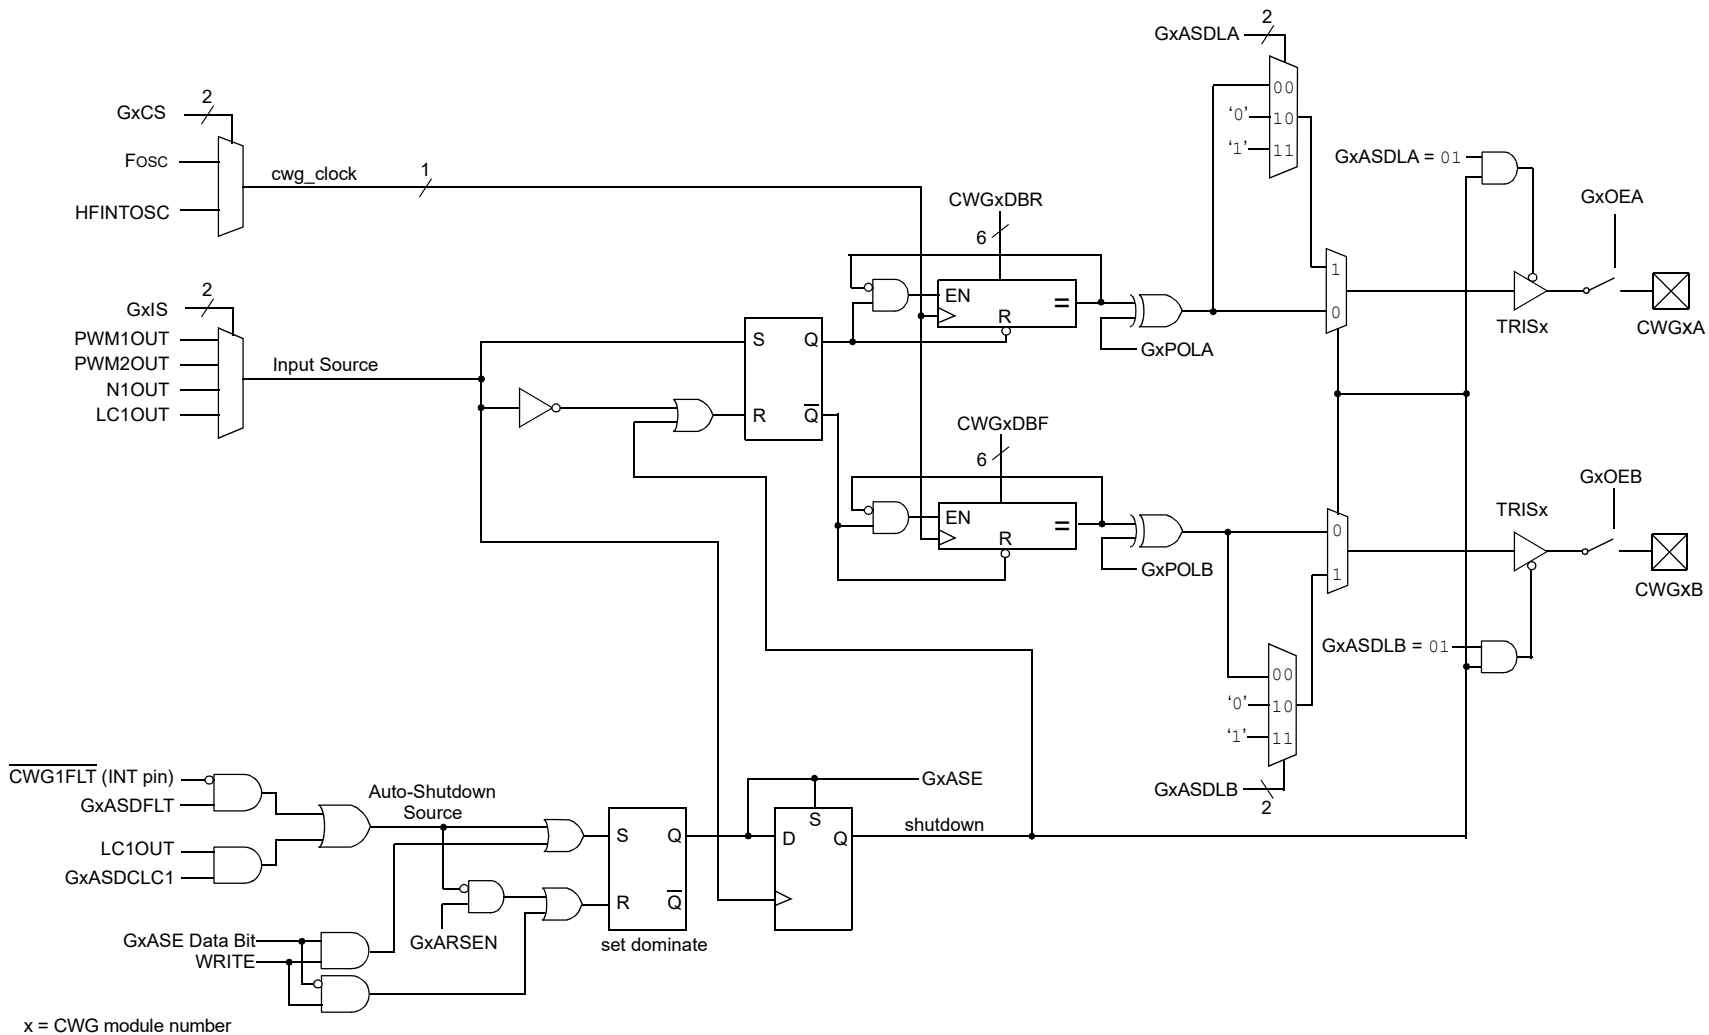 GxASDLA
2
00
‘0’
10
‘1’
11
GxCS
2
FOSC
HFINTOSC
cwg_clock
1
GxASDLA = 01
GxOEA
CWGxDBR
6
EN
=
R
1
0
TRISx
CWGxA
GxPOLA
GxIS
2
PWM1OUT
PWM2OUT
N1OUT
LC1OUT
Input Source
S
Q
R
Q
CWGxDBF
6
EN
=
R
GxPOLB
0
1
TRISx
GxOEB
CWGxB
GxASDLB = 01
00
‘0’
10
‘1’
11
GxASDLB
2
CWG1FLT (INT pin)
GxASDFLT
LC1OUT
GxASDCLC1
Auto-Shutdown
Source
GxARSEN
S
Q
R
Q
set dominate
GxASE
S
D
Q
shutdown
GxASE Data Bit
WRITE
x = CWG module number